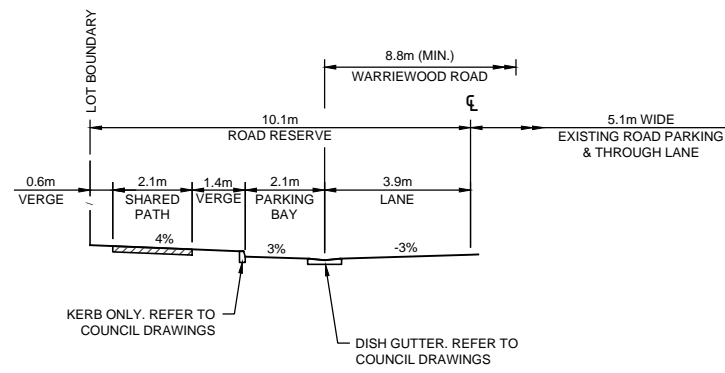 LOT BOUNDARY
8.8m (MIN.)
WARRIEWOOD ROAD
℄
10.1m
ROAD RESERVE
5.1m WIDE
EXISTING ROAD PARKING
& THROUGH LANE
0.6m
VERGE
2.1m
SHARED
PATH
1.4m
VERGE
2.1m
PARKING
BAY
3.9m
LANE
4%
3%
-3%
KERB ONLY. REFER TO
COUNCIL DRAWINGS
DISH GUTTER. REFER TO
COUNCIL DRAWINGS